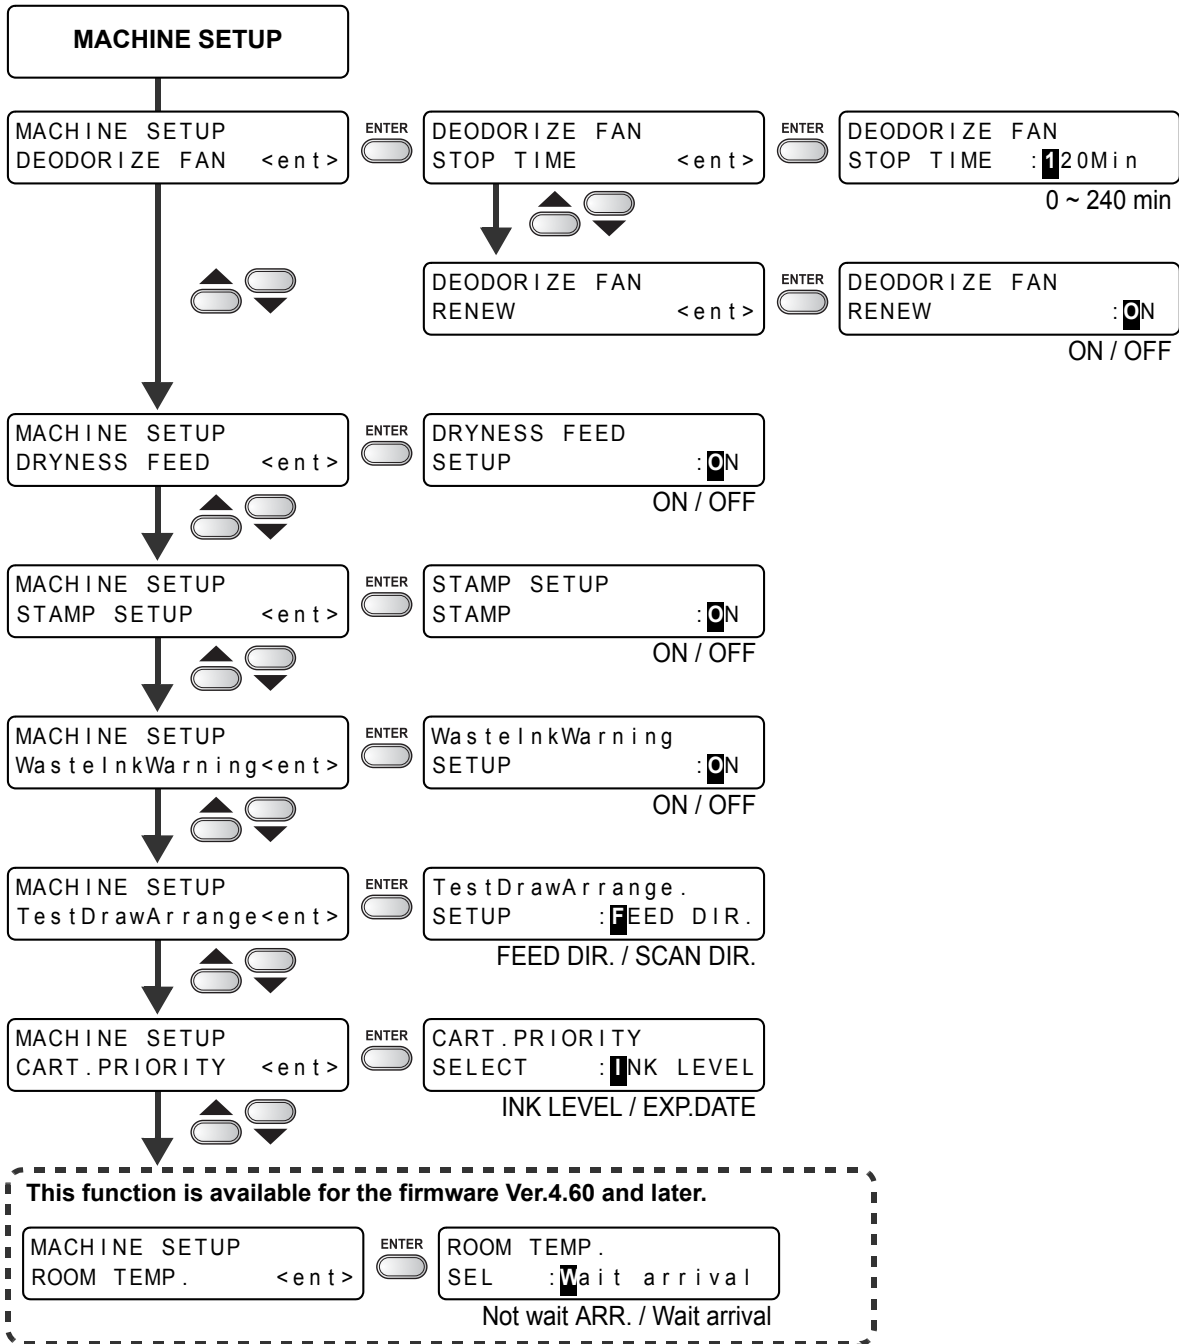 MACHINE SETUP
MACHINE SETUP
DEODORIZE FAN <ent>
ENTER
DEODORIZE FAN
STOP TIME <ent>
ENTER
DEODORIZE FAN
STOP TIME :120Min
0 ~ 240 min
DEODORIZE FAN
RENEW <ent>
ENTER
DEODORIZE FAN
RENEW :ON
ON / OFF
MACHINE SETUP
DRYNESS FEED <ent>
ENTER
DRYNESS FEED
SETUP :ON
ON / OFF
MACHINE SETUP
STAMP SETUP <ent>
ENTER
STAMP SETUP
STAMP :ON
ON / OFF
MACHINE SETUP
WasteInkWarning<ent>
ENTER
WasteInkWarning
SETUP :ON
ON / OFF
MACHINE SETUP
TestDrawArrange<ent>
ENTER
TestDrawArrange.
SETUP :FEED DIR.
FEED DIR. / SCAN DIR.
MACHINE SETUP
CART.PRIORITY <ent>
ENTER
CART.PRIORITY
SELECT :INK LEVEL
INK LEVEL / EXP.DATE
This function is available for the firmware Ver.4.60 and later.
MACHINE SETUP
ROOM TEMP. <ent>
ENTER
ROOM TEMP.
SEL :Wait arrival
Not wait ARR. / Wait arrival